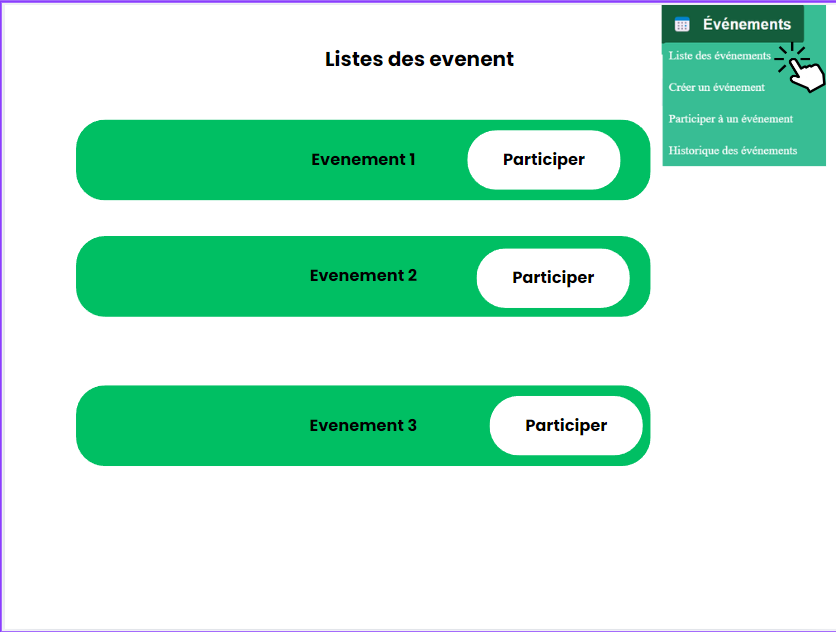 Événements
Listes des evenent
Liste des événements
Créer un événement
Participer à un événement
Historique des événements
Evenement 1
Participer
Evenement 2
Participer
Evenement 3
Participer